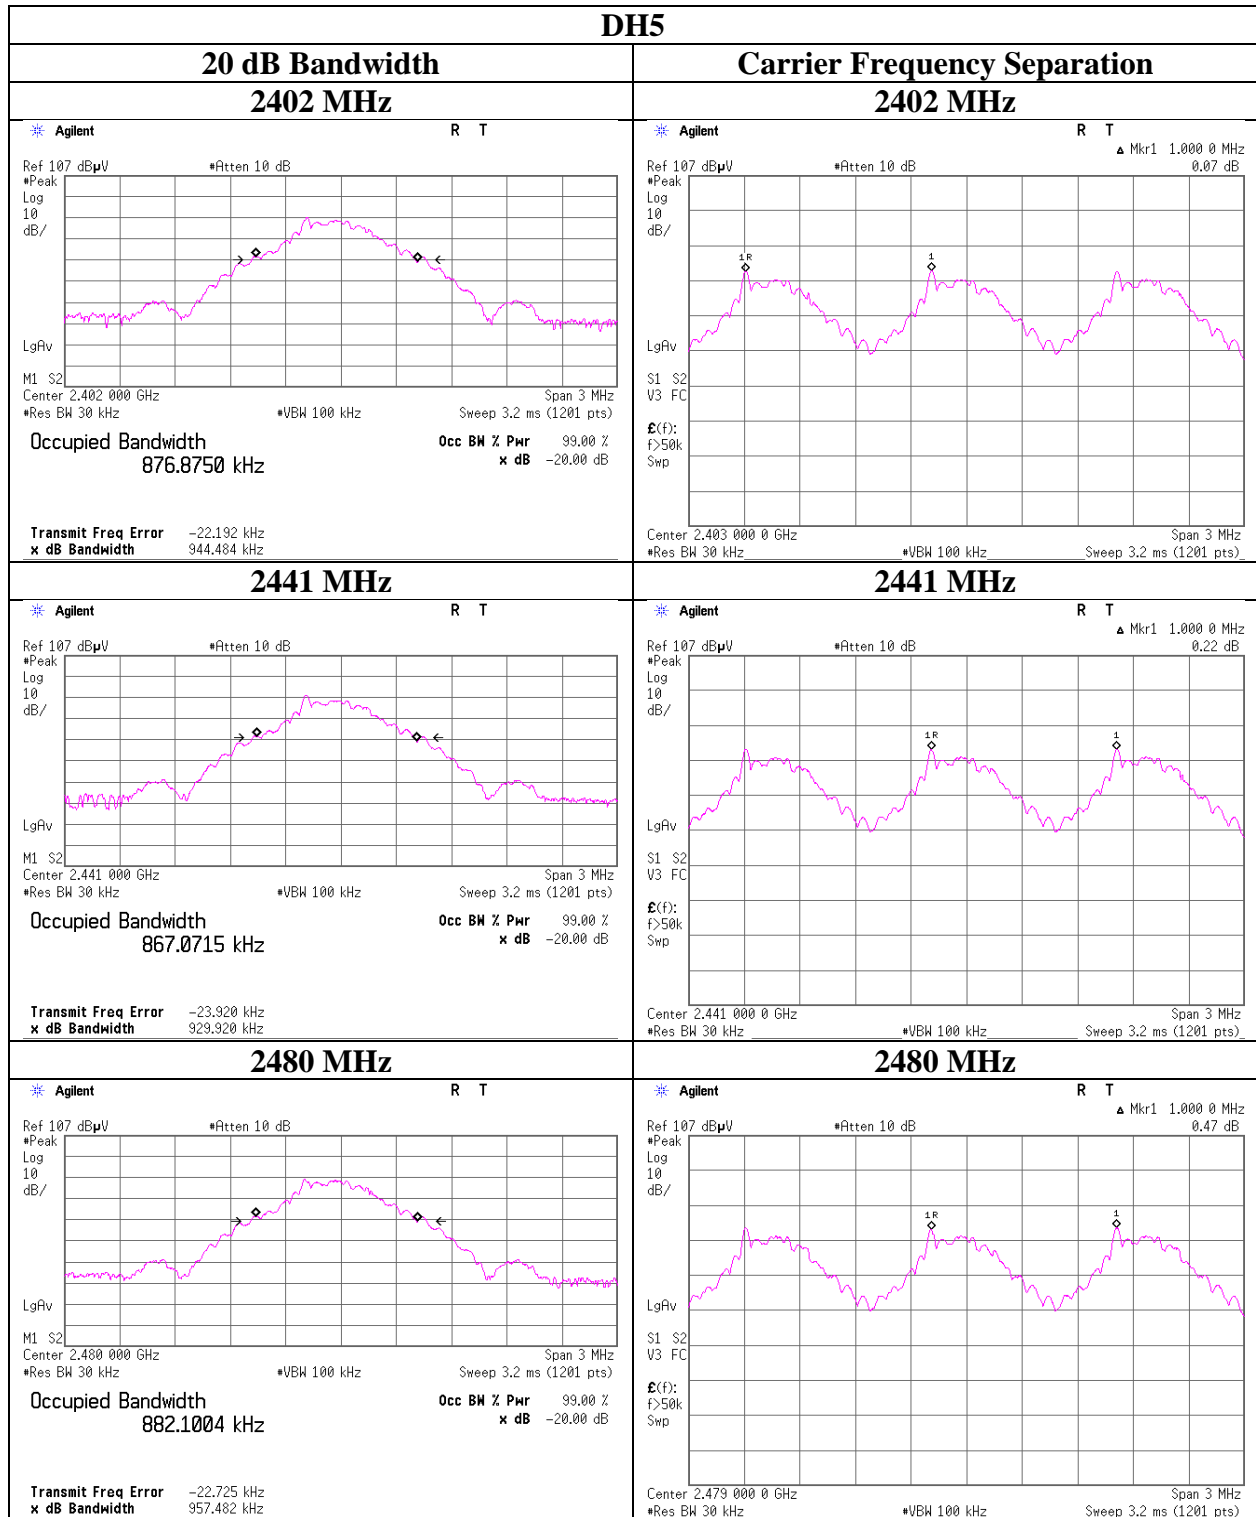 DH5
20 dB Bandwidth
Carrier Frequency Separation
2402 MHz
2402 MHz
Agilent
R T
Ref 107 dBµV
#Atten 10 dB
#Peak
Log
10
dB/
LgAv
M1 S2
Center 2.402 000 GHz
Span 3 MHz
#Res BW 30 kHz
#VBW 100 kHz
Sweep 3.2 ms (1201 pts)
Occupied Bandwidth
876.8750 kHz
Occ BW % Pwr 99.00 %
x dB -20.00 dB
Transmit Freq Error -22.192 kHz
x dB Bandwidth 944.484 kHz
Agilent
R T
Δ Mkr1 1.000 0 MHz
Ref 107 dBµV
#Atten 10 dB
0.07 dB
#Peak
Log
10
dB/
1R
1
LgAv
S1 S2
V3 FC
£(f):
f>50k
Swp
Center 2.403 000 0 GHz
Span 3 MHz
#Res BW 30 kHz
#VBW 100 kHz
Sweep 3.2 ms (1201 pts)
2441 MHz
2441 MHz
Agilent
R T
Ref 107 dBµV
#Atten 10 dB
#Peak
Log
10
dB/
LgAv
M1 S2
Center 2.441 000 GHz
Span 3 MHz
#Res BW 30 kHz
#VBW 100 kHz
Sweep 3.2 ms (1201 pts)
Occupied Bandwidth
867.0715 kHz
Occ BW % Pwr 99.00 %
x dB -20.00 dB
Transmit Freq Error -23.920 kHz
x dB Bandwidth 929.920 kHz
Agilent
R T
Δ Mkr1 1.000 0 MHz
Ref 107 dBµV
#Atten 10 dB
0.22 dB
#Peak
Log
10
dB/
1R
1
LgAv
S1 S2
V3 FC
£(f):
f>50k
Swp
Center 2.441 000 0 GHz
Span 3 MHz
#Res BW 30 kHz
#VBW 100 kHz
Sweep 3.2 ms (1201 pts)
2480 MHz
2480 MHz
Agilent
R T
Ref 107 dBµV
#Atten 10 dB
#Peak
Log
10
dB/
LgAv
M1 S2
Center 2.480 000 GHz
Span 3 MHz
#Res BW 30 kHz
#VBW 100 kHz
Sweep 3.2 ms (1201 pts)
Occupied Bandwidth
882.1004 kHz
Occ BW % Pwr 99.00 %
x dB -20.00 dB
Transmit Freq Error -22.725 kHz
x dB Bandwidth 957.482 kHz
Agilent
R T
Δ Mkr1 1.000 0 MHz
Ref 107 dBµV
#Atten 10 dB
0.47 dB
#Peak
Log
10
dB/
1R
1
LgAv
S1 S2
V3 FC
£(f):
f>50k
Swp
Center 2.479 000 0 GHz
Span 3 MHz
#Res BW 30 kHz
#VBW 100 kHz
Sweep 3.2 ms (1201 pts)